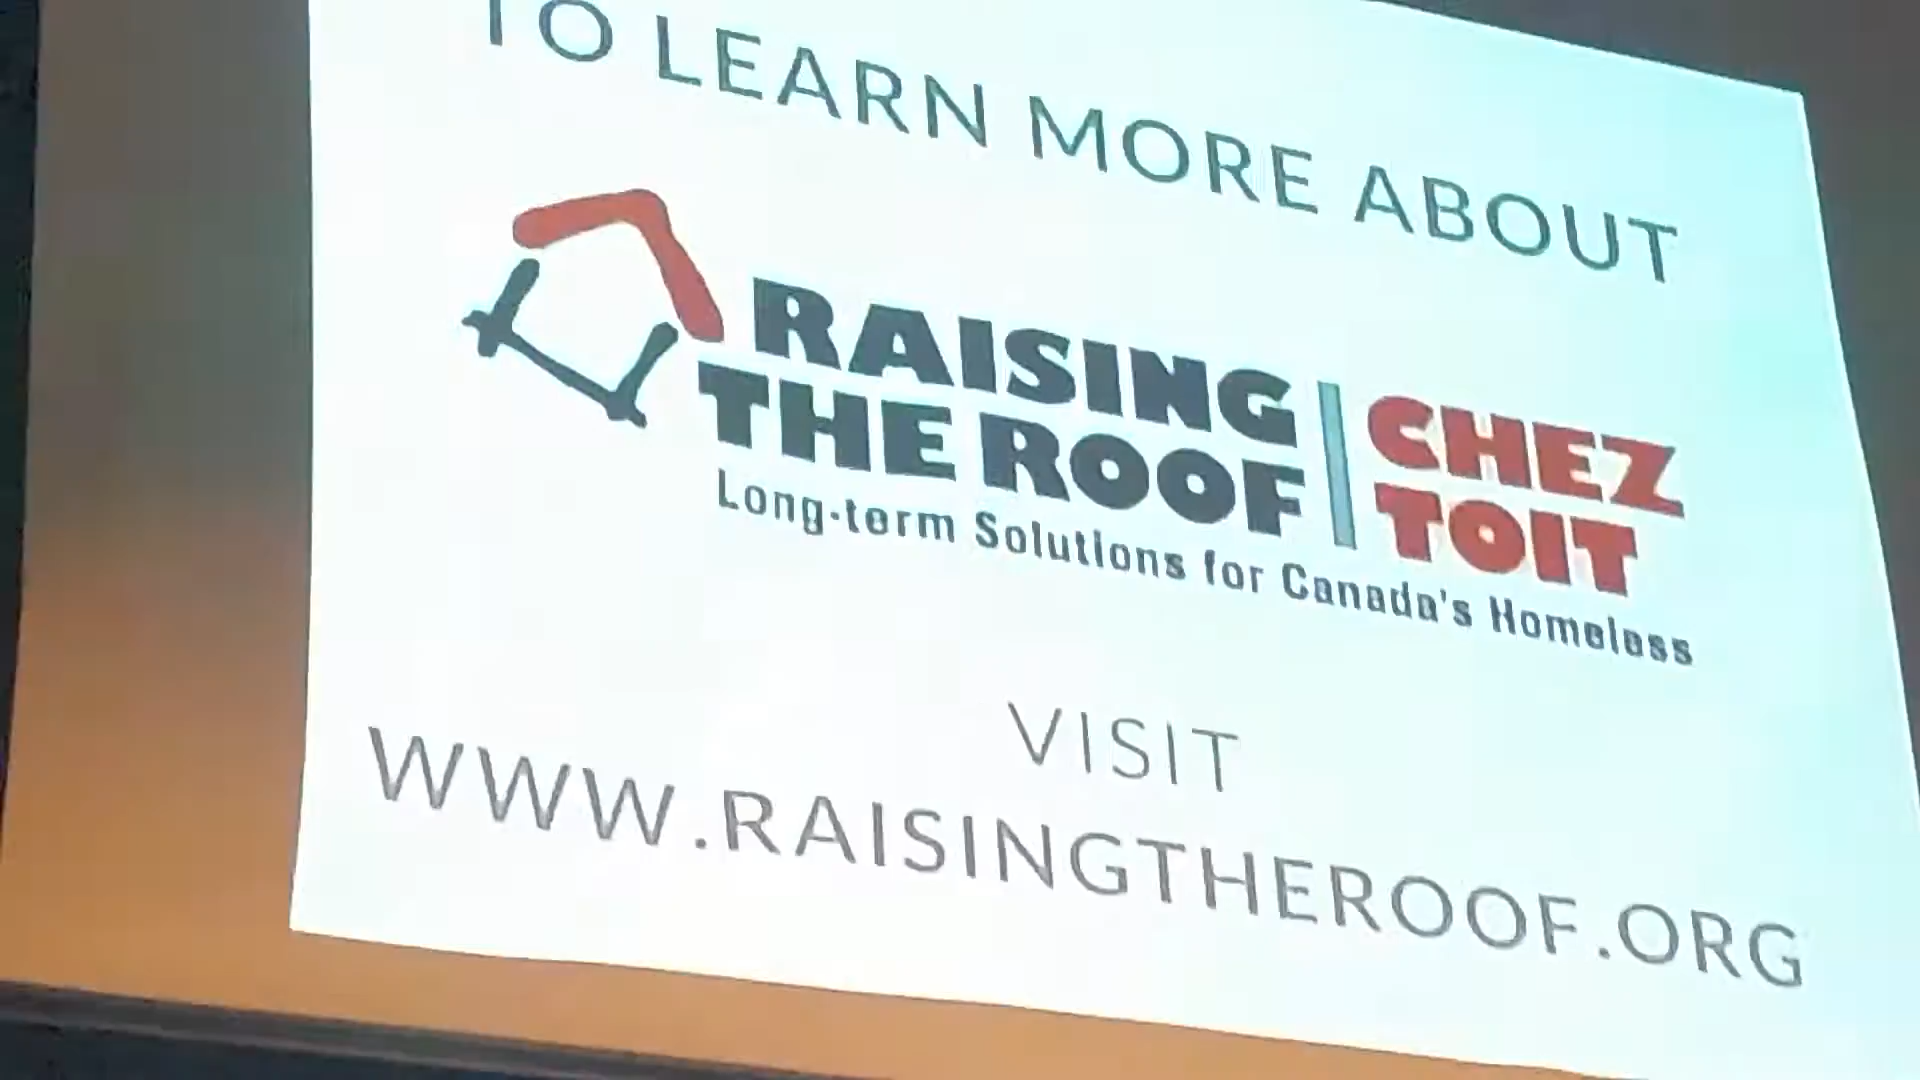 TO LEARN MORE ABOUT
RAISING THE ROOF
CHEZ TOIT
Long-term Solutions for Canada's Homeless
VISIT
WWW.RAISINGTHEROOF.ORG